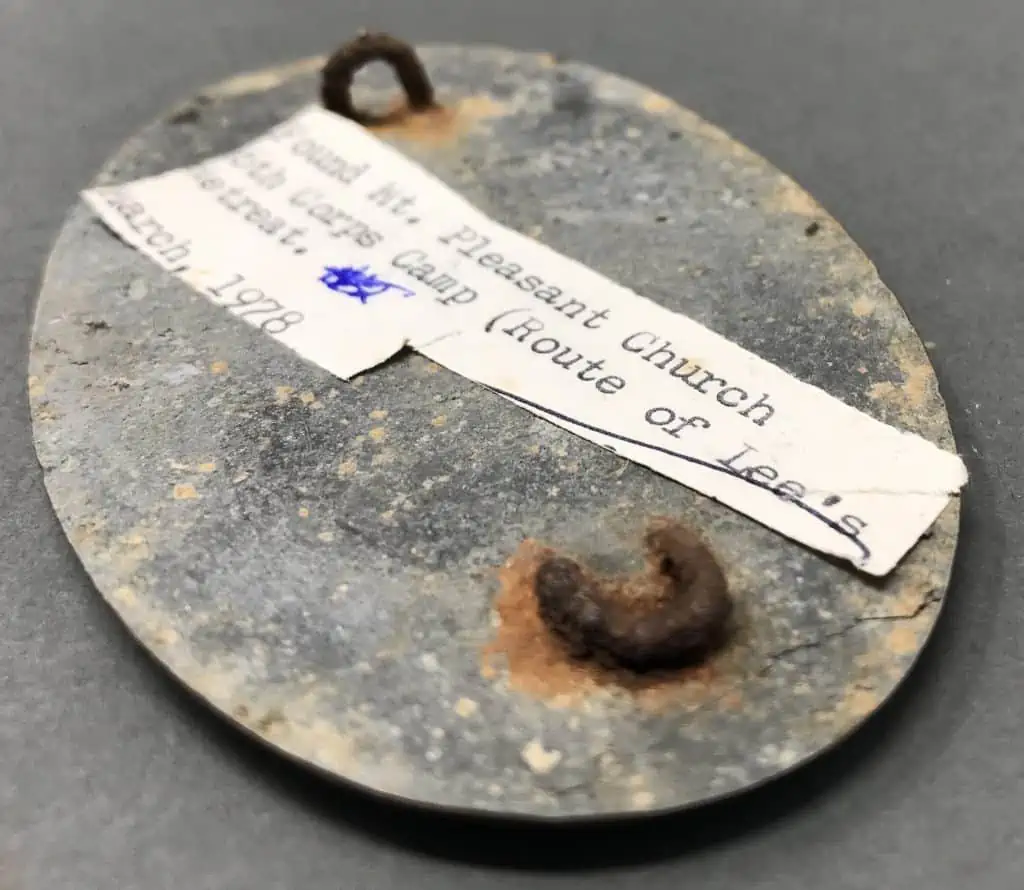 ound Mt. Pleasant Church
th Corps Camp (Route of Lee's
etreat.
arch, 1978